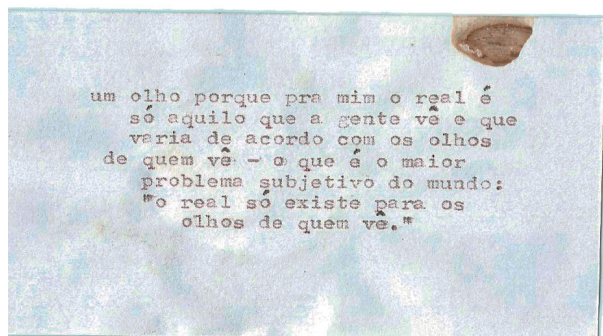 um olho porque pra mim o real é
só aquilo que a gente vê e que
varia de acordo com os olhos
de quem vê - o que é o maior
problema subjetivo do mundo:
"o real só existe para os
olhos de quem vê."